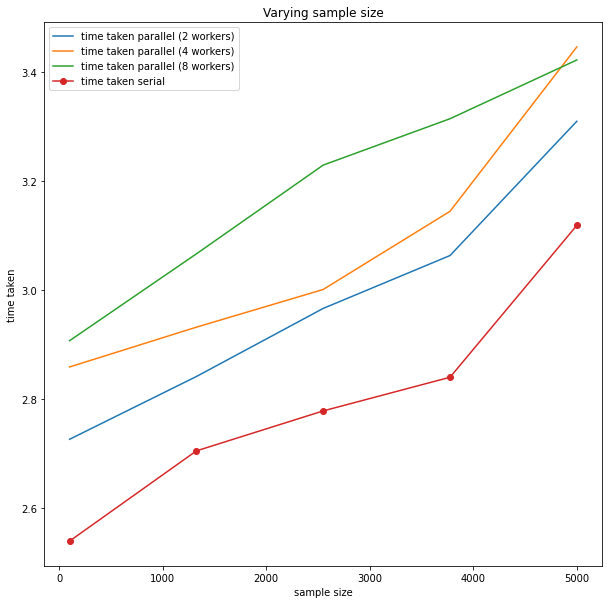 Varying sample size
time taken parallel (2 workers)
time taken parallel (4 workers)
time taken parallel (8 workers)
time taken serial
3.4
3.2
3.0
2.8
2.6
time taken
0 1000 2000 3000 4000 5000
sample size